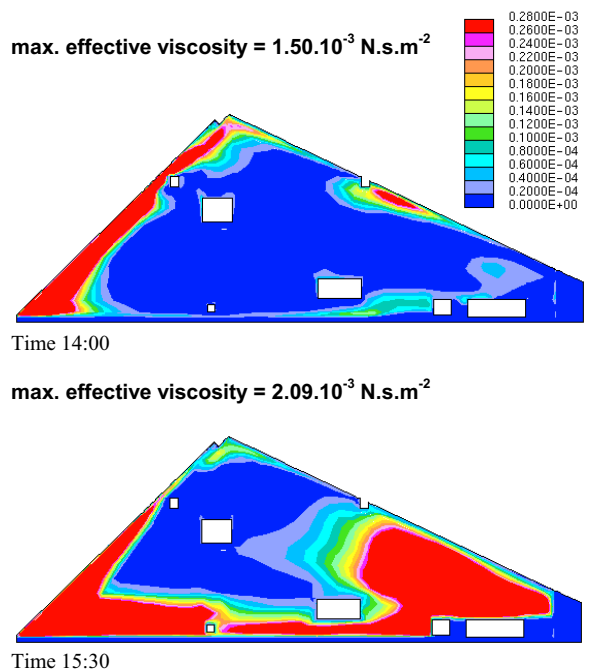 max. effective viscosity = 1.50.10-3 N.s.m-2
0.2800E-03
0.2600E-03
0.2400E-03
0.2200E-03
0.2000E-03
0.1800E-03
0.1600E-03
0.1400E-03
0.1200E-03
0.1000E-03
0.8000E-04
0.6000E-04
0.4000E-04
0.2000E-04
0.0000E+00
Time 14:00
max. effective viscosity = 2.09.10-3 N.s.m-2
Time 15:30